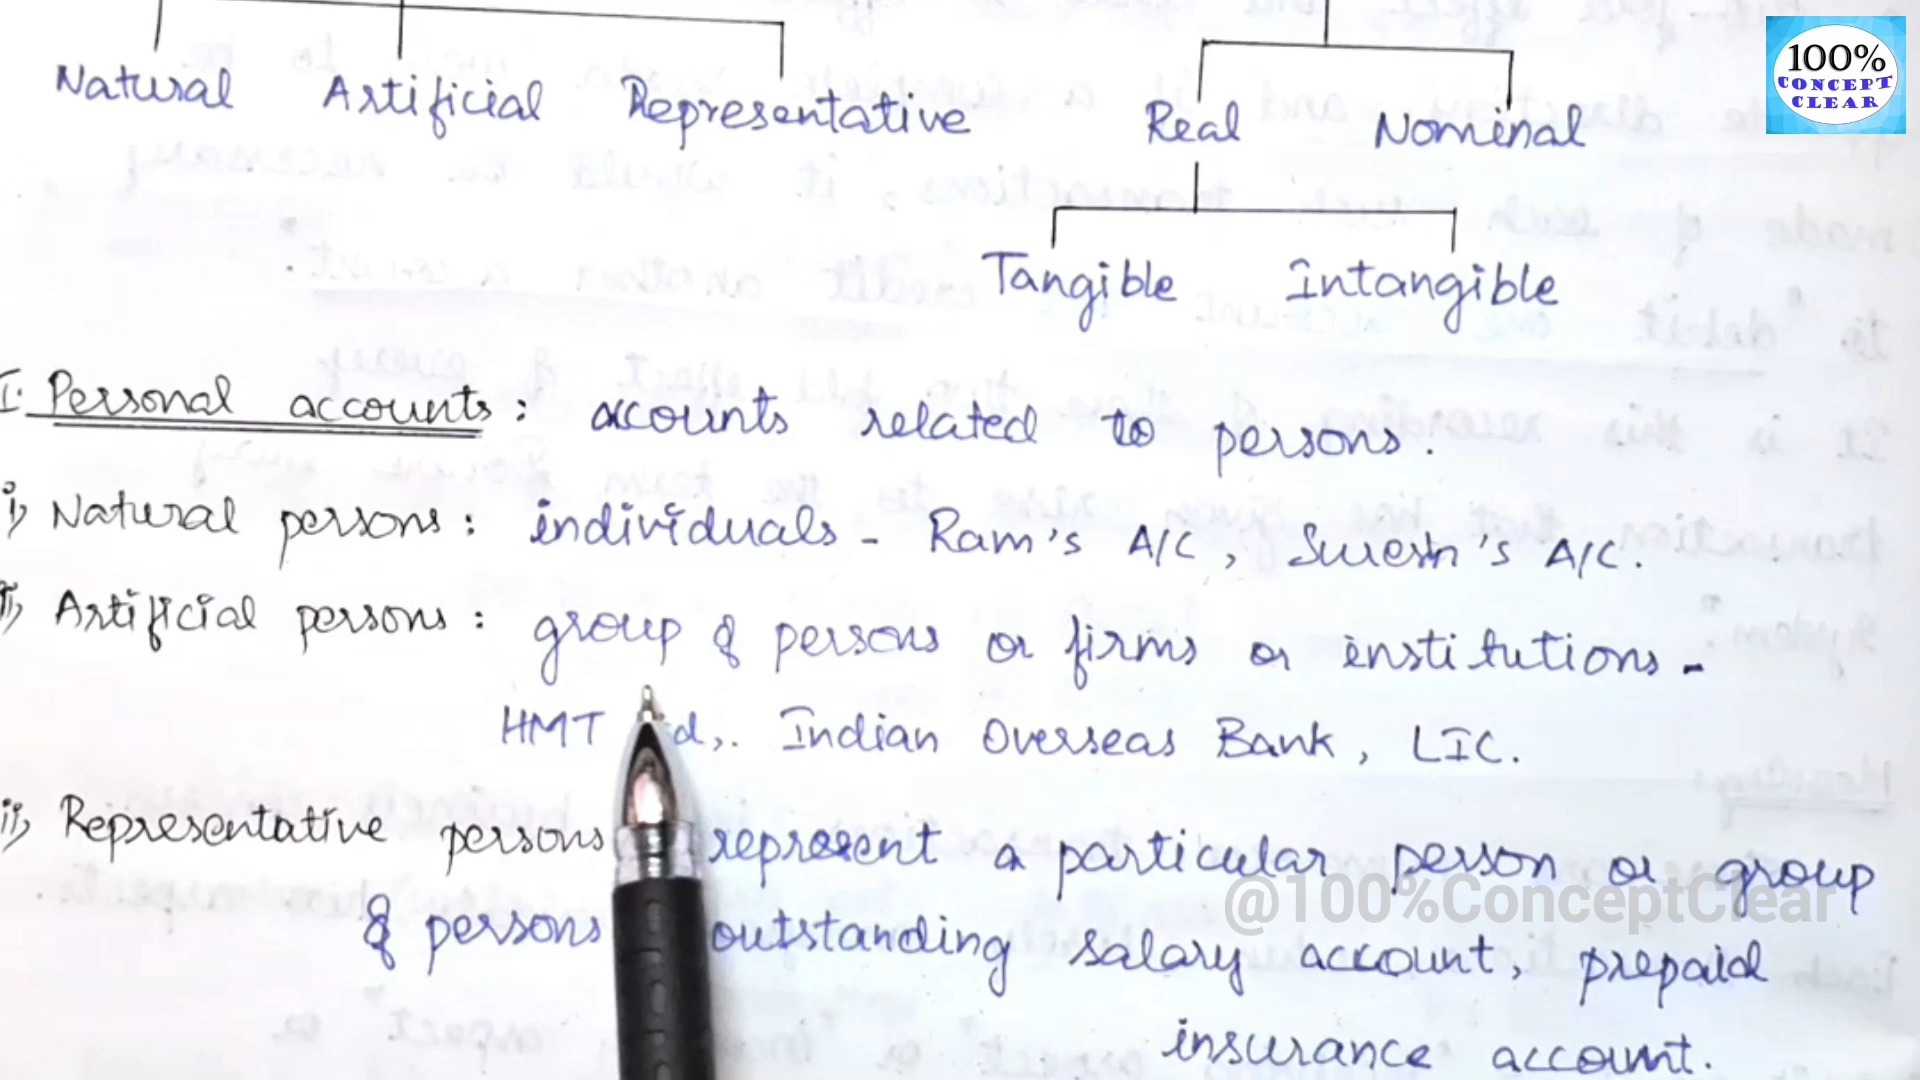 Natural Artificial Representative Real Nominal
Tangible Intangible
I. Personal accounts : accounts related to persons.
i) Natural persons : individuals - Ram's A/C, Suresh's A/C.
ii) Artificial persons : group of persons or firms or institutions -
HMT Indian Overseas Bank, LIC.
Representative persons represent a particular person or group
of persons outstanding salary account, prepaid
insurance account.
100%
CONCEPT
CLEAR
@100%ConceptClear